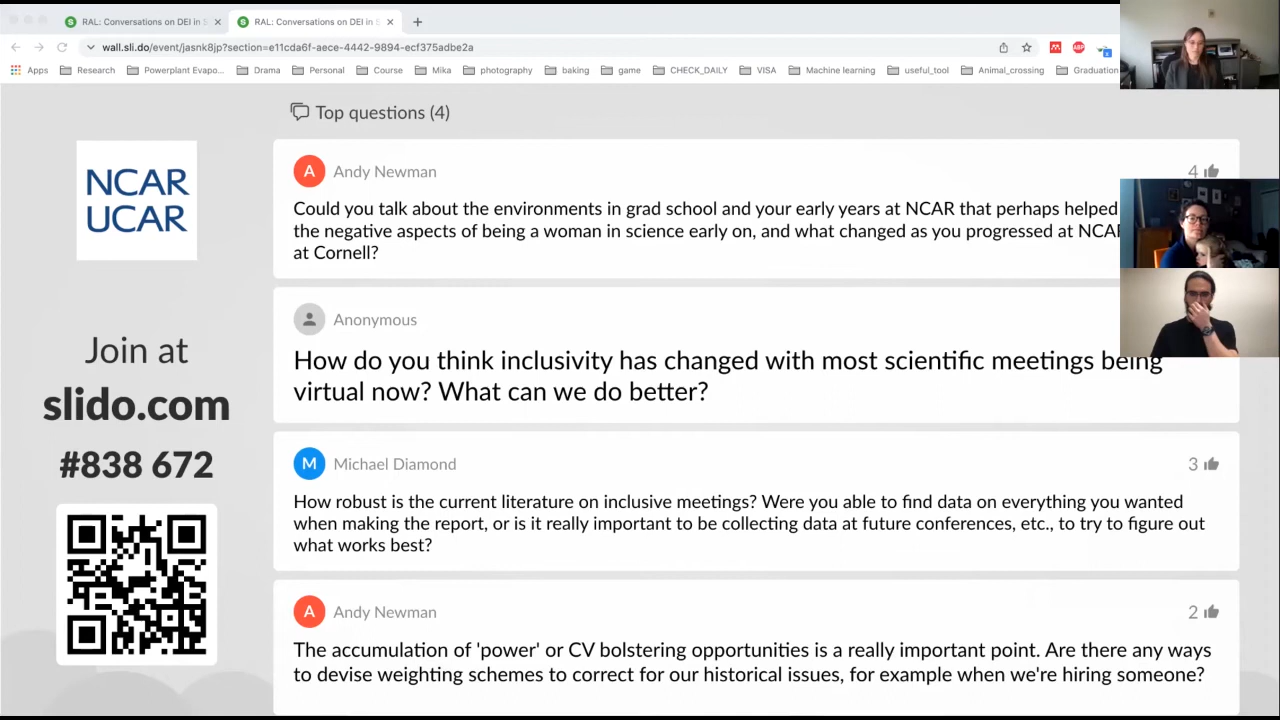 RAL: Conversations on DEI in S
RAL: Conversations on DEI in
wall.sli.do/event/jasnk8jp?section=e11cda6f-aece-4442-9894-ecf375adbe2a
Apps
Research
Powerplant Evapo...
Drama
Personal
Course
Mika
photography
baking
game
CHECK_DAILY
VISA
Machine learning
useful_tool
Animal_crossing
Graduation
Top questions (4)
NCAR
UCAR
Join at
slido.com
#838 672
A
Andy Newman
4
Could you talk about the environments in grad school and your early years at NCAR that perhaps helped
the negative aspects of being a woman in science early on, and what changed as you progressed at NCAR
at Cornell?
Anonymous
How do you think inclusivity has changed with most scientific meetings being
virtual now? What can we do better?
M
Michael Diamond
3
How robust is the current literature on inclusive meetings? Were you able to find data on everything you wanted
when making the report, or is it really important to be collecting data at future conferences, etc., to try to figure out
what works best?
A
Andy Newman
2
The accumulation of 'power' or CV bolstering opportunities is a really important point. Are there any ways
to devise weighting schemes to correct for our historical issues, for example when we're hiring someone?